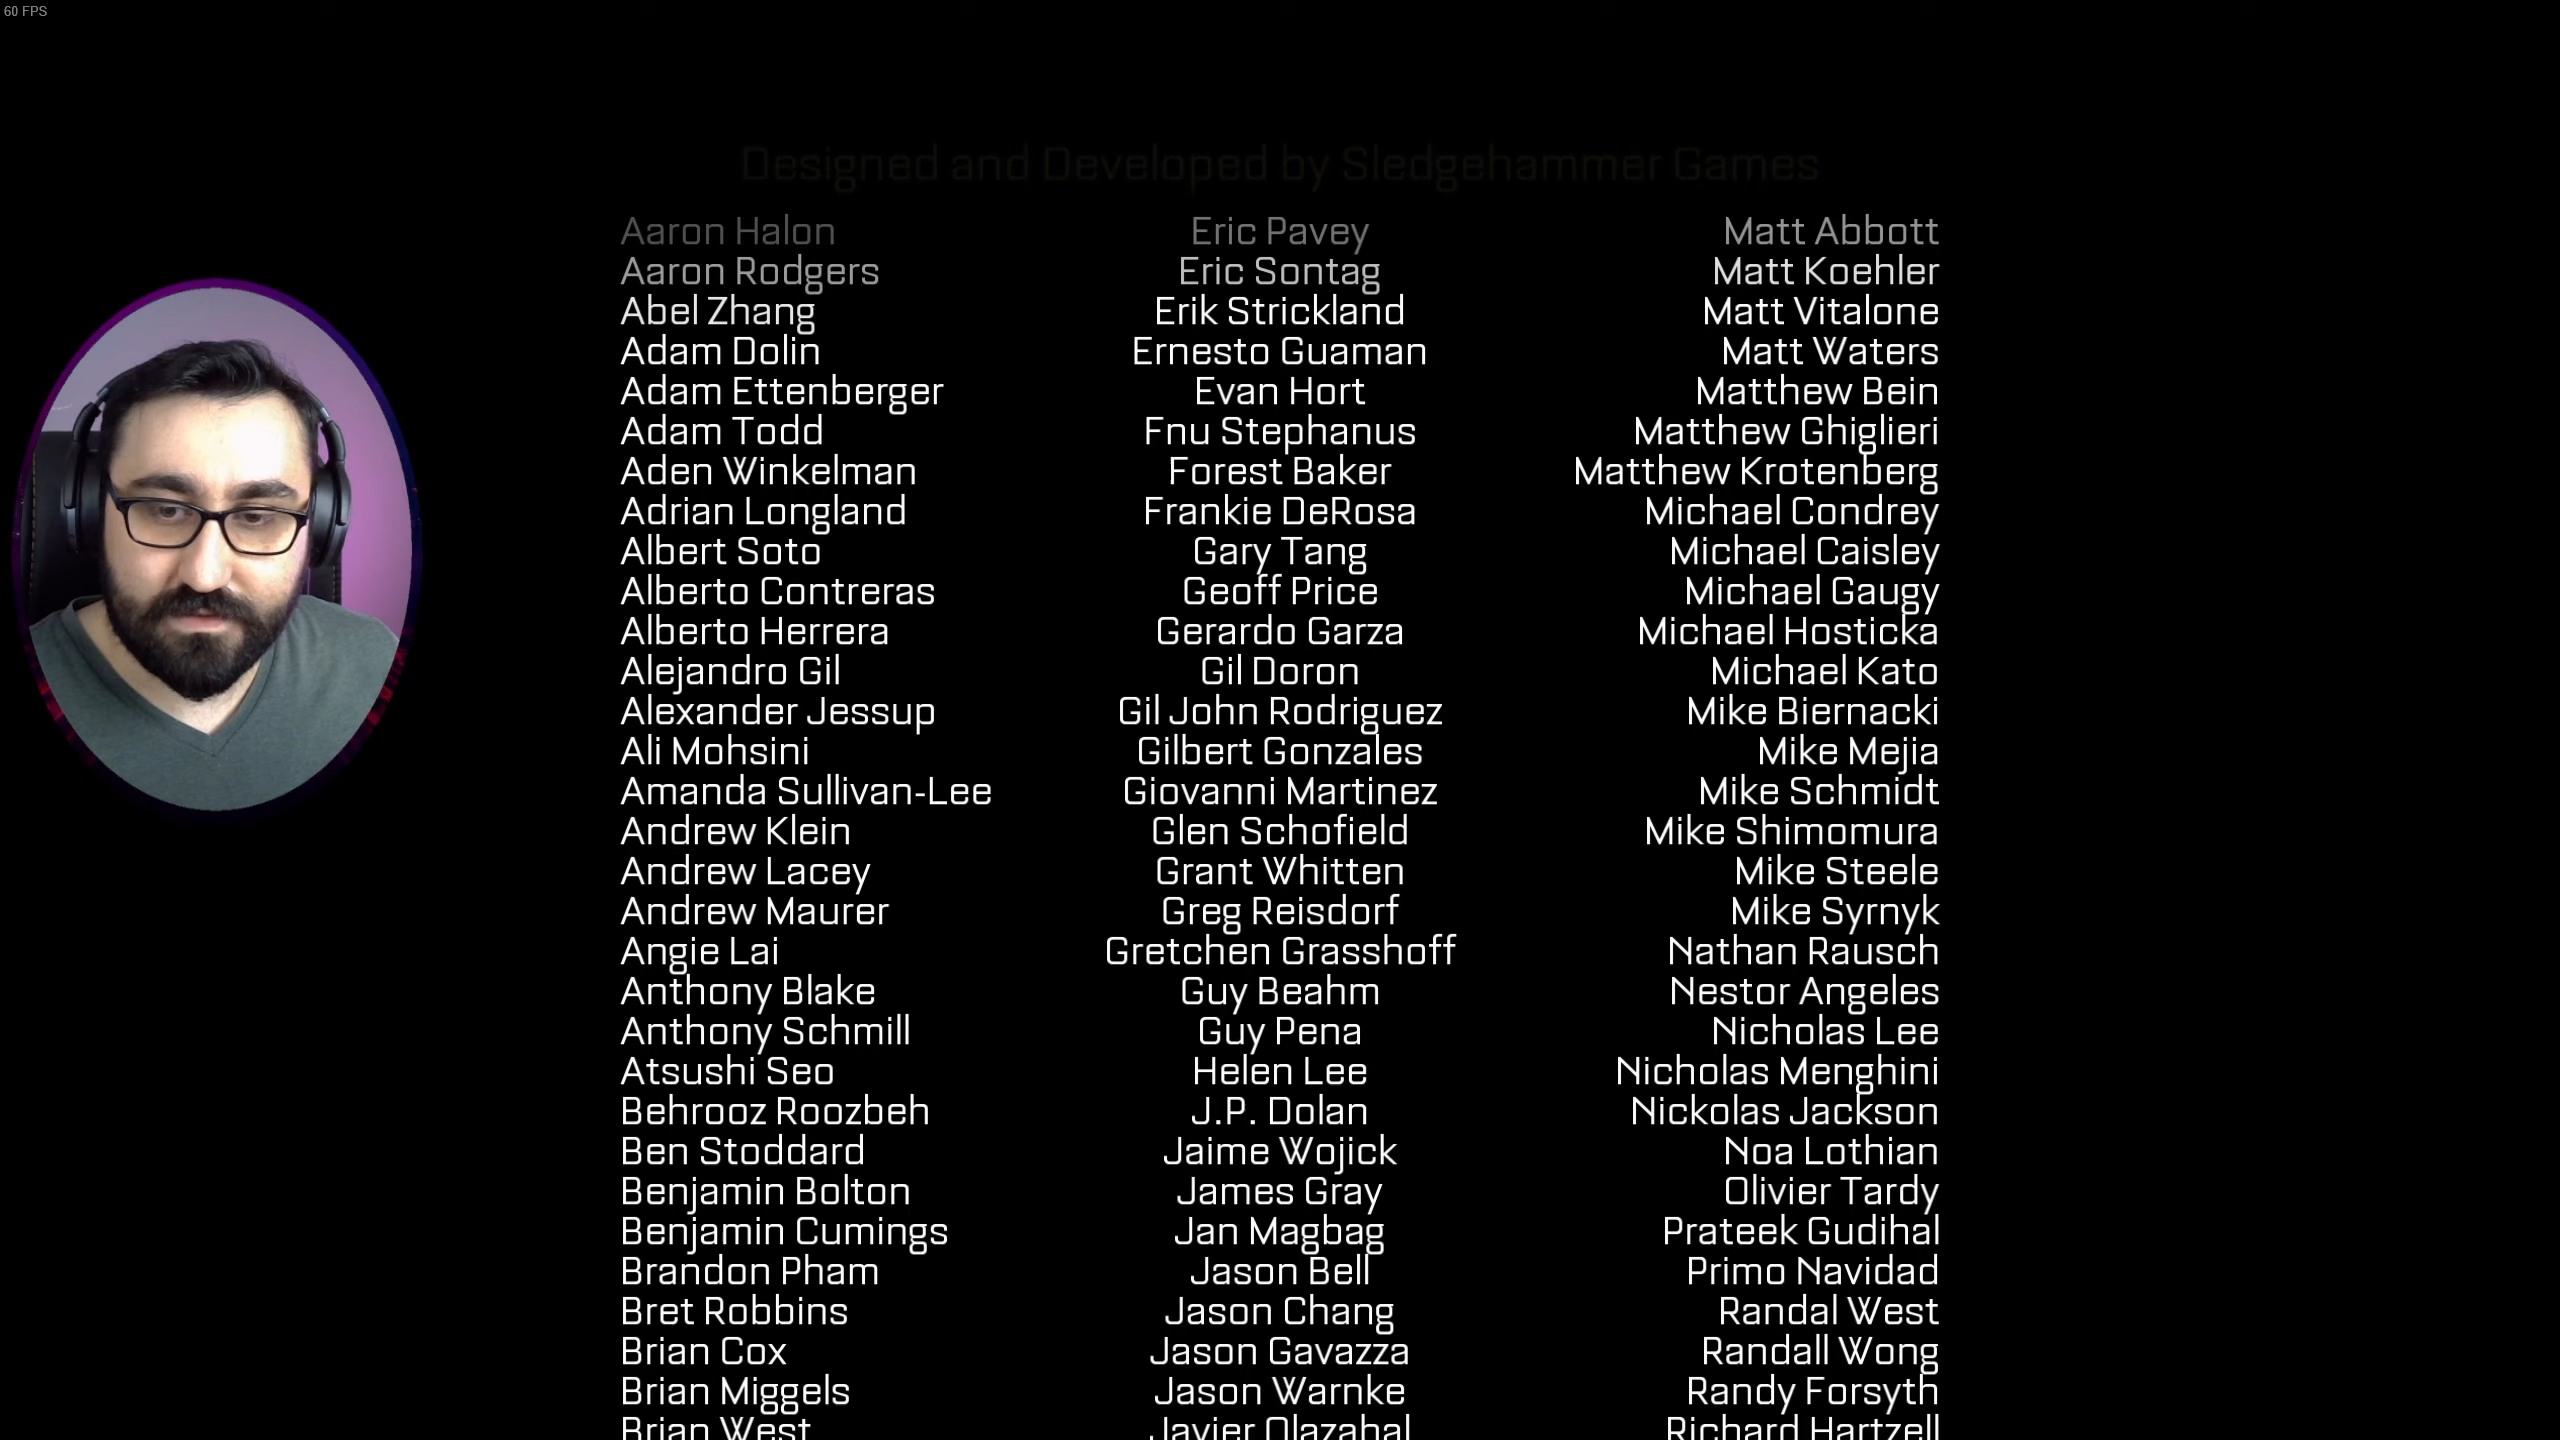 60 FPS
Designed and Developed by Sledgehammer Games
Aaron Halon Eric Pavey Matt Abbott
Aaron Rodgers Eric Sontag Matt Koehler
Abel Zhang Erik Strickland Matt Vitalone
Adam Dolin Ernesto Guaman Matt Waters
Adam Ettenberger Evan Hort Matthew Bein
Adam Todd Fnu Stephanus Matthew Ghiglieri
Aden Winkelman Forest Baker Matthew Krotenberg
Adrian Longland Frankie DeRosa Michael Condrey
Albert Soto Gary Tang Michael Caisley
Alberto Contreras Geoff Price Michael Gaugy
Alberto Herrera Gerardo Garza Michael Hosticka
Alejandro Gil Gil Doron Michael Kato
Alexander Jessup Gil John Rodriguez Mike Biernacki
Ali Mohsini Gilbert Gonzales Mike Mejia
Amanda Sullivan-Lee Giovanni Martinez Mike Schmidt
Andrew Klein Glen Schofield Mike Shimomura
Andrew Lacey Grant Whitten Mike Steele
Andrew Maurer Greg Reisdorf Mike Syrnyk
Angie Lai Gretchen Grasshoff Nathan Rausch
Anthony Blake Guy Beahm Nestor Angeles
Anthony Schmill Guy Pena Nicholas Lee
Atsushi Seo Helen Lee Nicholas Menghini
Behrooz Roozbeh J.P. Dolan Nickolas Jackson
Ben Stoddard Jaime Wojick Noa Lothian
Benjamin Bolton James Gray Olivier Tardy
Benjamin Cumings Jan Magbag Prateek Gudihal
Brandon Pham Jason Bell Primo Navidad
Bret Robbins Jason Chang Randal West
Brian Cox Jason Gavazza Randall Wong
Brian Miggels Jason Warnke Randy Forsyth
Brian West Javier Olazabal Richard Hartzell